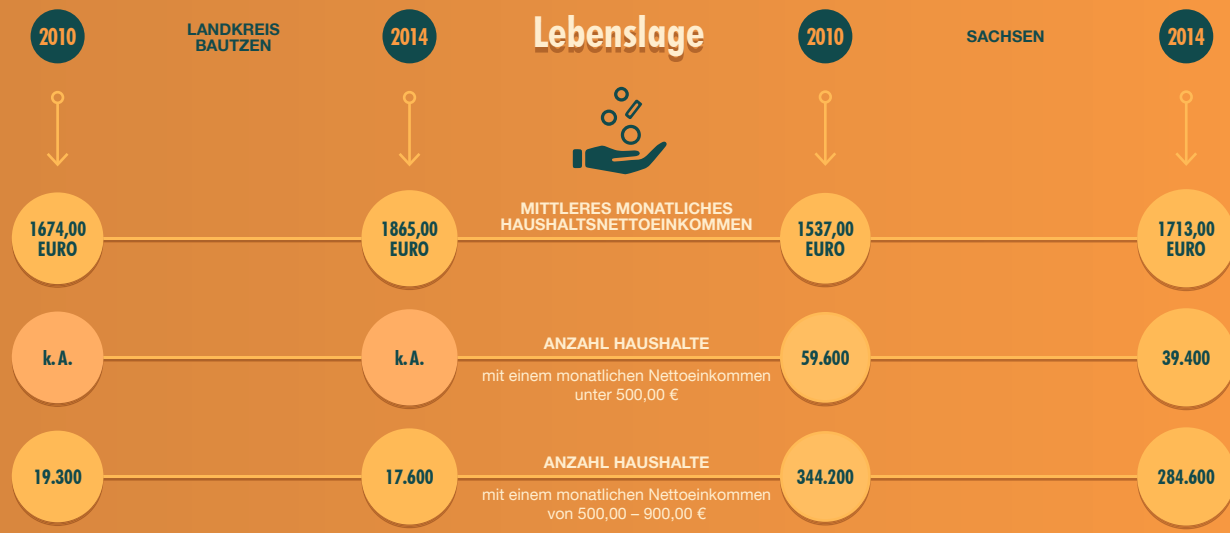 2010
LANDKREIS
BAUTZEN
2014
Lebenslage
2010
SACHSEN
2014
1674,00
EURO
1865,00
EURO
MITTLERES MONATLICHES
HAUSHALTSNETTOEINKOMMEN
1537,00
EURO
1713,00
EURO
k. A.
k. A.
ANZAHL HAUSHALTE
mit einem monatlichen Nettoeinkommen
unter 500,00 €
59.600
39.400
19.300
17.600
ANZAHL HAUSHALTE
mit einem monatlichen Nettoeinkommen
von 500,00 – 900,00 €
344.200
284.600